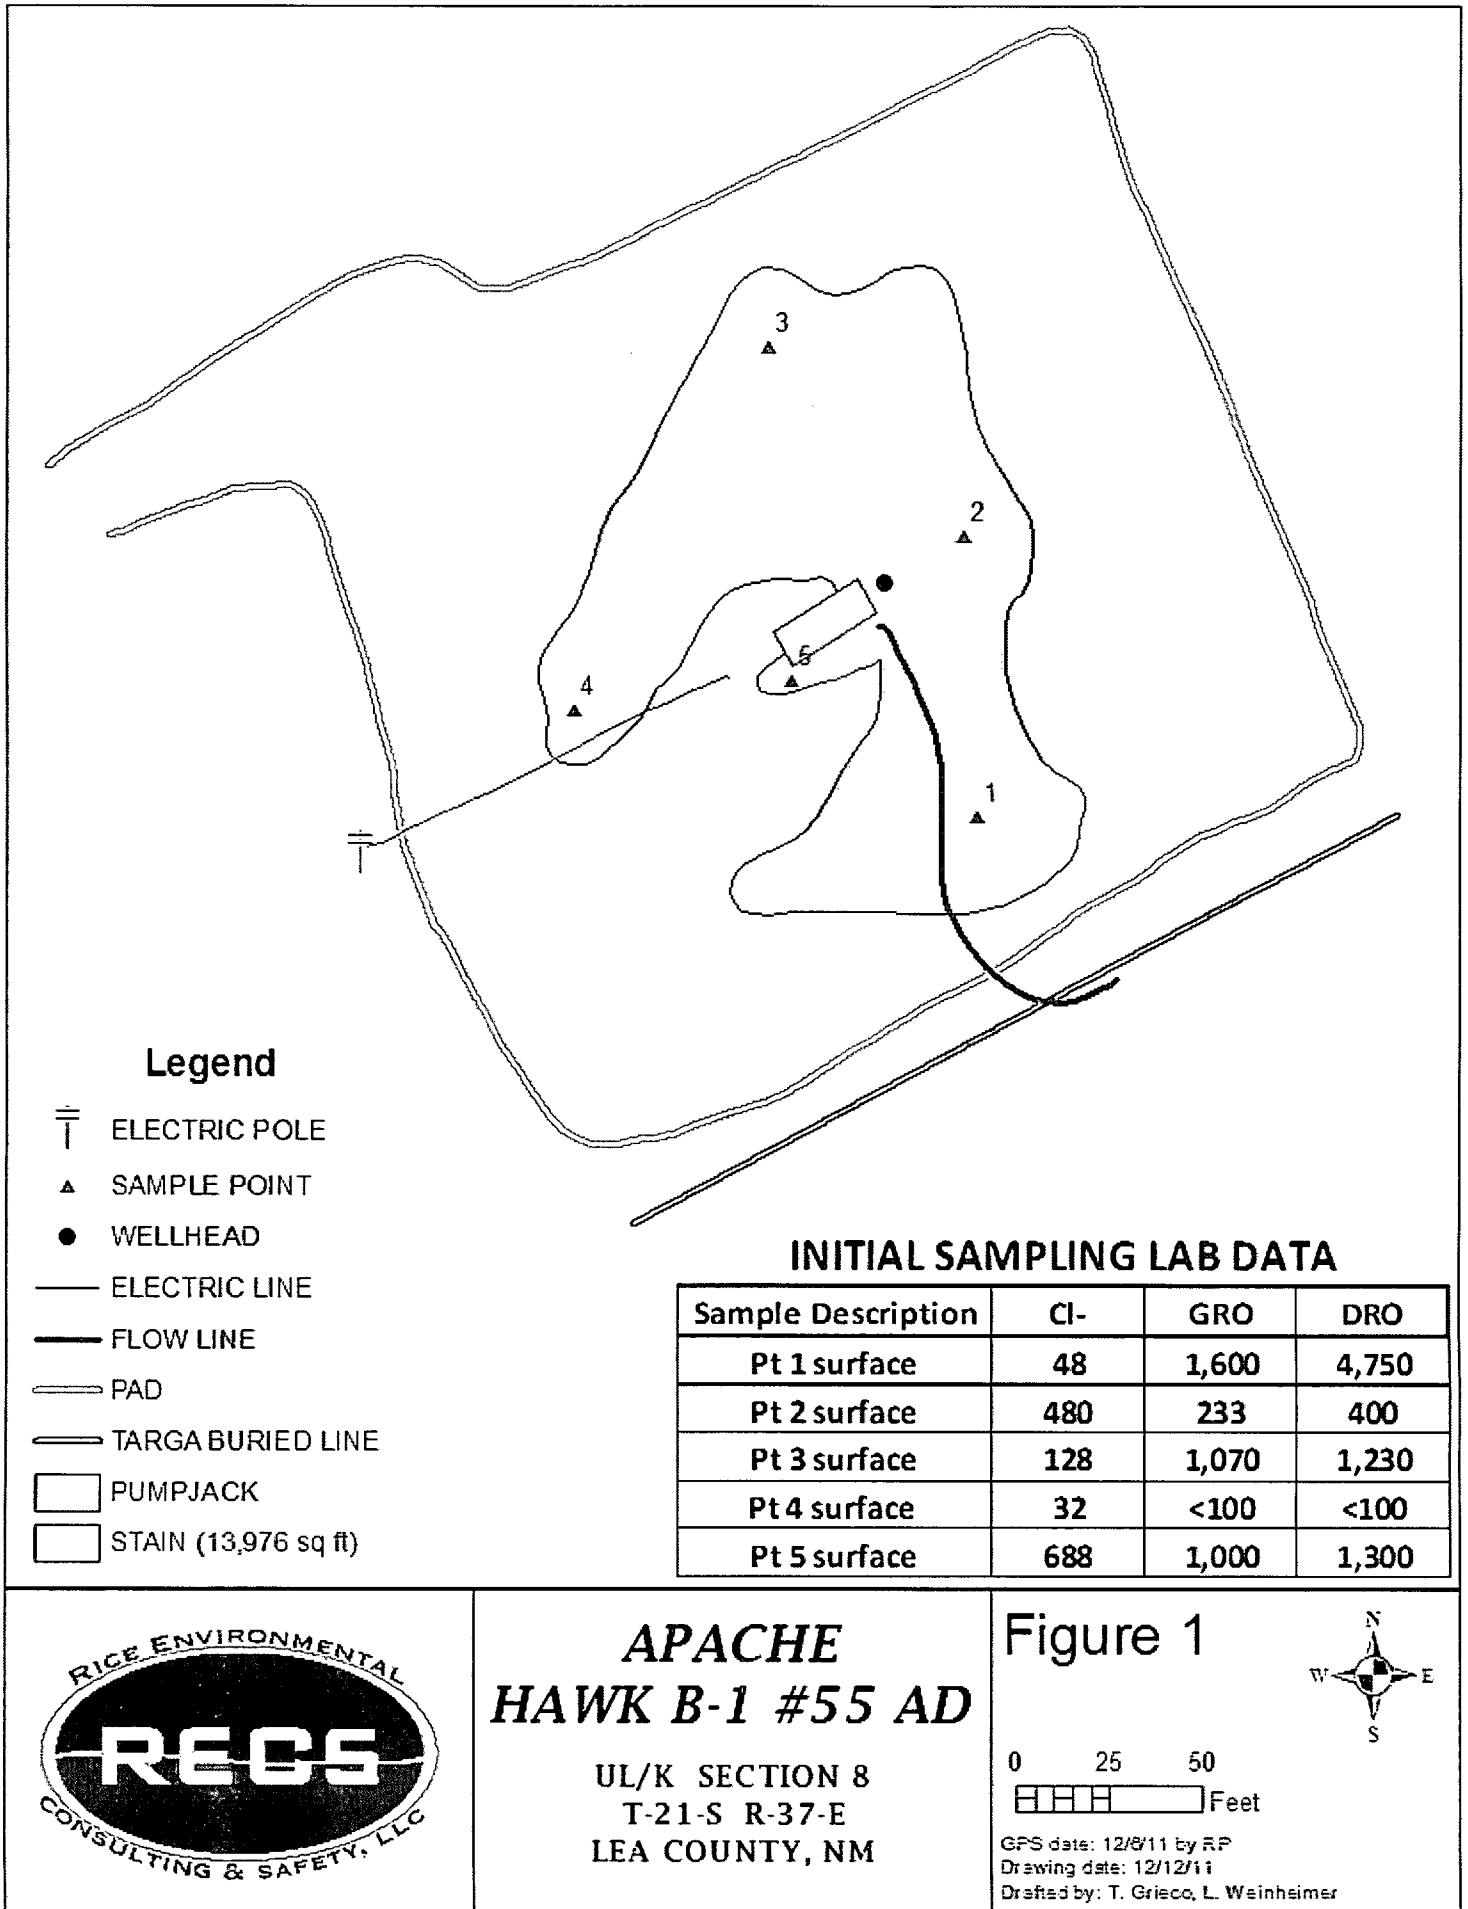 3
2
5
4
1
Legend
ELECTRIC POLE
SAMPLE POINT
WELLHEAD
ELECTRIC LINE
FLOW LINE
PAD
TARGA BURIED LINE
PUMPJACK
STAIN (13,976 sq ft)
INITIAL SAMPLING LAB DATA
Sample Description Cl- GRO DRO
Pt 1 surface 48 1,600 4,750
Pt 2 surface 480 233 400
Pt 3 surface 128 1,070 1,230
Pt 4 surface 32 <100 <100
Pt 5 surface 688 1,000 1,300
RICE ENVIRONMENTAL
RECS
CONSULTING & SAFETY, LLC
APACHE
HAWK B-1 #55 AD
UL/K SECTION 8
T-21-S R-37-E
LEA COUNTY, NM
Figure 1
N
W E
S
0 25 50
Feet
GPS date: 12/6/11 by RP
Drawing date: 12/12/11
Drafted by: T. Grieco, L. Weinheimer